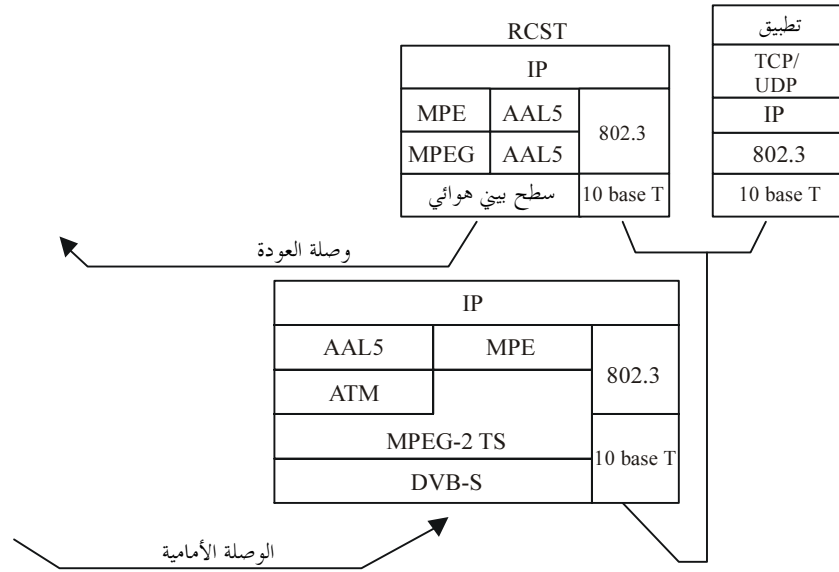 RCST
IP
MPE AAL5 802.3
MPEG AAL5
سطح بيني هوائي 10 base T
تطبيق
TCP/
UDP
IP
802.3
10 base T
وصلة العودة
IP
AAL5 MPE 802.3
ATM
MPEG-2 TS 10 base T
DVB-S
الوصلة الأمامية